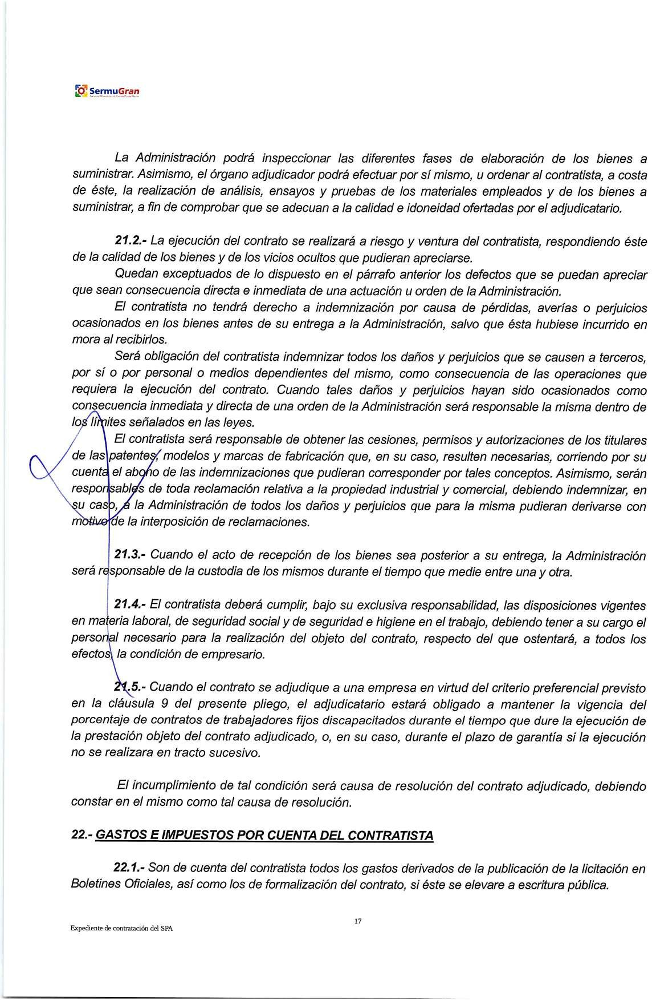 SermuGran
La Administración podrá inspeccionar las diferentes fases de elaboración de los bienes a
suministrar. Asimismo, el órgano adjudicador podrá efectuar por sí mismo, u ordenar al contratista, a costa
de éste, la realización de análisis, ensayos y pruebas de los materiales empleados y de los bienes a
suministrar, a fin de comprobar que se adecuan a la calidad e idoneidad ofertadas por el adjudicatario.
21.2.- La ejecución del contrato se realizará a riesgo y ventura del contratista, respondiendo éste
de la calidad de los bienes y de los vicios ocultos que pudieran apreciarse.
Quedan exceptuados de lo dispuesto en el párrafo anterior los defectos que se puedan apreciar
que sean consecuencia directa e inmediata de una actuación u orden de la Administración.
El contratista no tendrá derecho a indemnización por causa de pérdidas, averías o perjuicios
ocasionados en los bienes antes de su entrega a la Administración, salvo que ésta hubiese incurrido en
mora al recibirlos.
Será obligación del contratista indemnizar todos los daños y perjuicios que se causen a terceros,
por sí o por personal o medios dependientes del mismo, como consecuencia de las operaciones que
requiera la ejecución del contrato. Cuando tales daños y perjuicios hayan sido ocasionados como
consecuencia inmediata y directa de una orden de la Administración será responsable la misma dentro de
los límites señalados en las leyes.
El contratista será responsable de obtener las cesiones, permisos y autorizaciones de los titulares
de las patentes, modelos y marcas de fabricación que, en su caso, resulten necesarias, corriendo por su
cuenta el abono de las indemnizaciones que pudieran corresponder por tales conceptos. Asimismo, serán
responsables de toda reclamación relativa a la propiedad industrial y comercial, debiendo indemnizar, en
su caso, a la Administración de todos los daños y perjuicios que para la misma pudieran derivarse con
motivo de la interposición de reclamaciones.
21.3.- Cuando el acto de recepción de los bienes sea posterior a su entrega, la Administración
será responsable de la custodia de los mismos durante el tiempo que medie entre una y otra.
21.4.- El contratista deberá cumplir, bajo su exclusiva responsabilidad, las disposiciones vigentes
en materia laboral, de seguridad social y de seguridad e higiene en el trabajo, debiendo tener a su cargo el
personal necesario para la realización del objeto del contrato, respecto del que ostentará, a todos los
efectos, la condición de empresario.
21.5.- Cuando el contrato se adjudique a una empresa en virtud del criterio preferencial previsto
en la cláusula 9 del presente pliego, el adjudicatario estará obligado a mantener la vigencia del
porcentaje de contratos de trabajadores fijos discapacitados durante el tiempo que dure la ejecución de
la prestación objeto del contrato adjudicado, o, en su caso, durante el plazo de garantía si la ejecución
no se realizara en tracto sucesivo.
El incumplimiento de tal condición será causa de resolución del contrato adjudicado, debiendo
constar en el mismo como tal causa de resolución.
22.- GASTOS E IMPUESTOS POR CUENTA DEL CONTRATISTA
22.1.- Son de cuenta del contratista todos los gastos derivados de la publicación de la licitación en
Boletines Oficiales, así como los de formalización del contrato, si éste se elevare a escritura pública.
17
Expediente de contratación del SPA